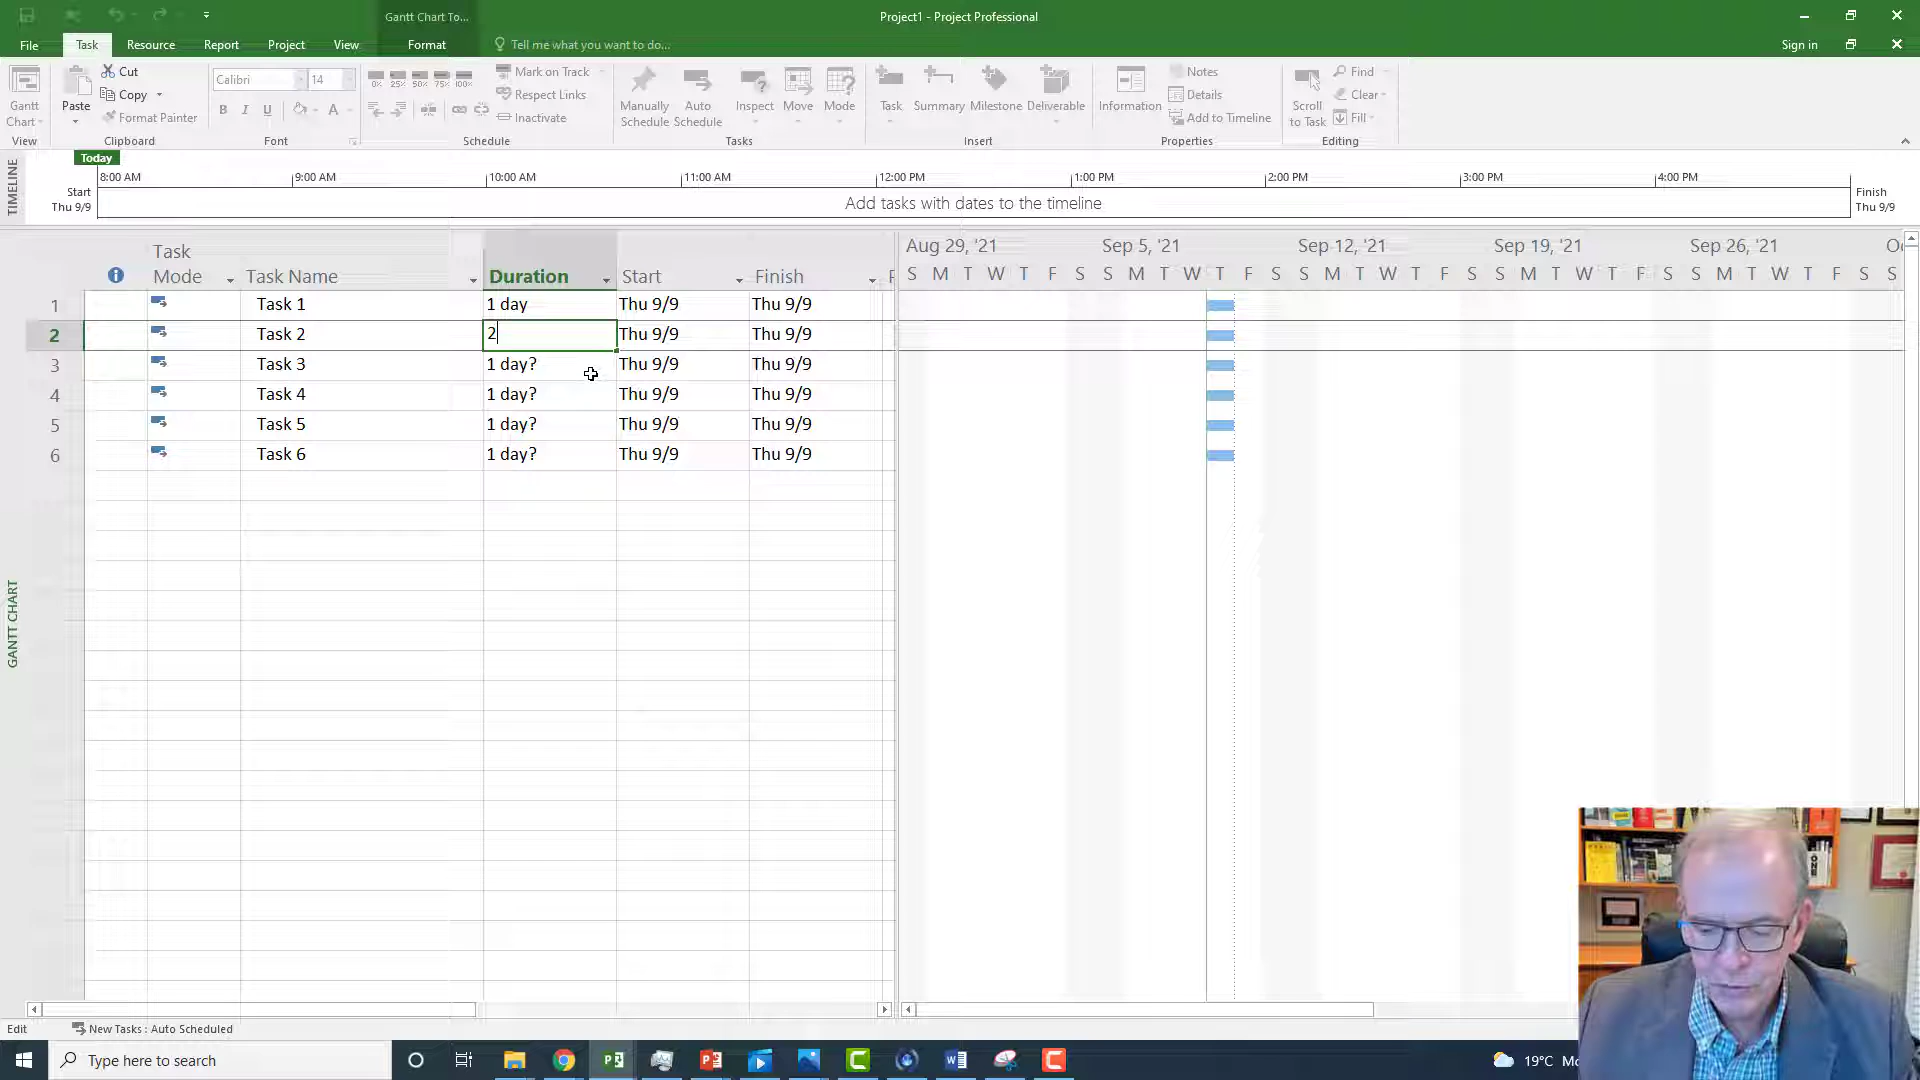 Gantt Chart To...
Project1 - Project Professional
File
Task
Resource
Report
Project
View
Format
Tell me what you want to do...
Sign in
Gantt Chart
Paste
Cut
Copy
Format Painter
Calibri
14
B I U
A
0% 25% 50% 75% 100%
Mark on Track
Respect Links
Inactivate
Manually Schedule
Auto Schedule
Inspect
Move
Mode
Task
Summary
Milestone
Deliverable
Information
Notes
Details
Add to Timeline
Scroll to Task
Find
Clear
Fill
View
Clipboard
Font
Schedule
Tasks
Insert
Properties
Editing
TIMELINE
Today
8:00 AM
9:00 AM
10:00 AM
11:00 AM
12:00 PM
1:00 PM
2:00 PM
3:00 PM
4:00 PM
Start
Thu 9/9
Add tasks with dates to the timeline
Finish
Thu 9/9
GANTT CHART
Task Mode
Task Name
Duration
Start
Finish
Aug 29, '21
Sep 5, '21
Sep 12, '21
Sep 19, '21
Sep 26, '21
S M T W T F S S M T W T F S S M T W T F S S M T W T F S S M T W T F S S
1 Task 1 1 day Thu 9/9 Thu 9/9
2 Task 2 2 Thu 9/9 Thu 9/9
3 Task 3 1 day? Thu 9/9 Thu 9/9
4 Task 4 1 day? Thu 9/9 Thu 9/9
5 Task 5 1 day? Thu 9/9 Thu 9/9
6 Task 6 1 day? Thu 9/9 Thu 9/9
Edit
New Tasks : Auto Scheduled
Type here to search
19°C